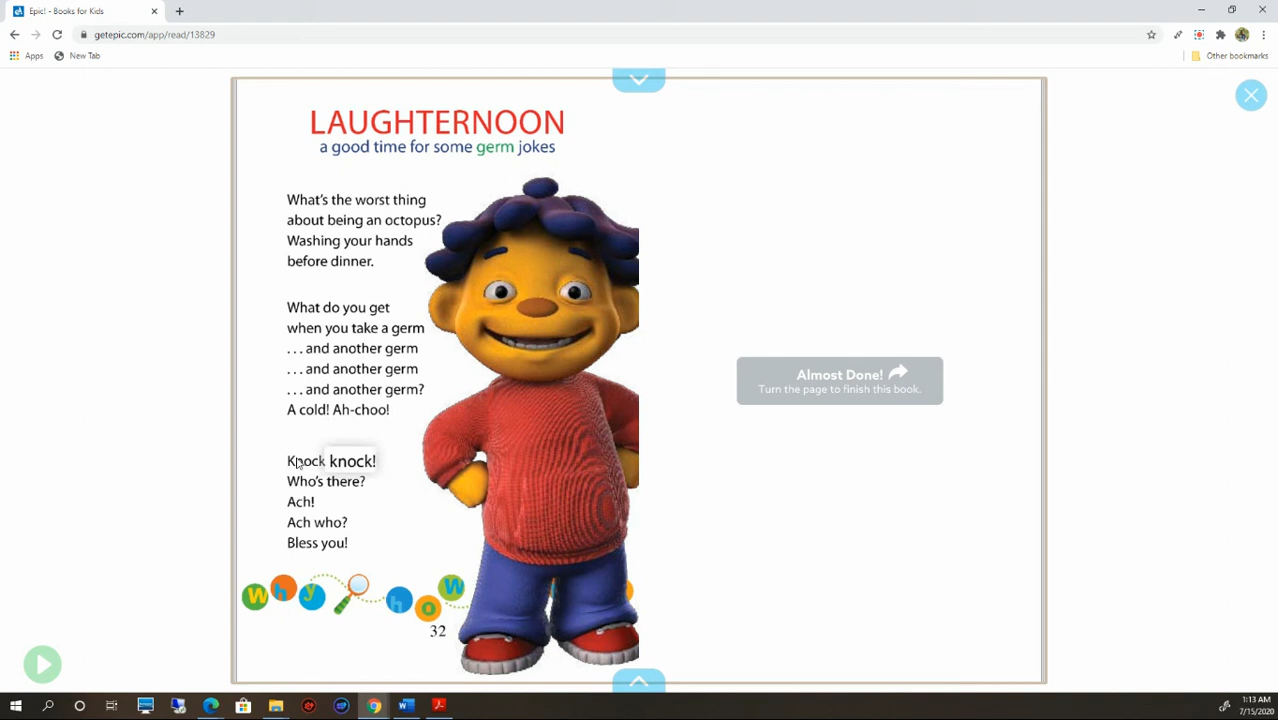 Epic! - Books for Kids
getepic.com/app/read/13829
Apps
New Tab
Other bookmarks
LAUGHTERNOON
a good time for some germ jokes
What's the worst thing
about being an octopus?
Washing your hands
before dinner.
What do you get
when you take a germ
. . . and another germ
. . . and another germ
. . . and another germ?
A cold! Ah-choo!
Knock knock!
Who's there?
Ach!
Ach who?
Bless you!
Why how
32
Almost Done!
Turn the page to finish this book.
1:13 AM
7/15/2020